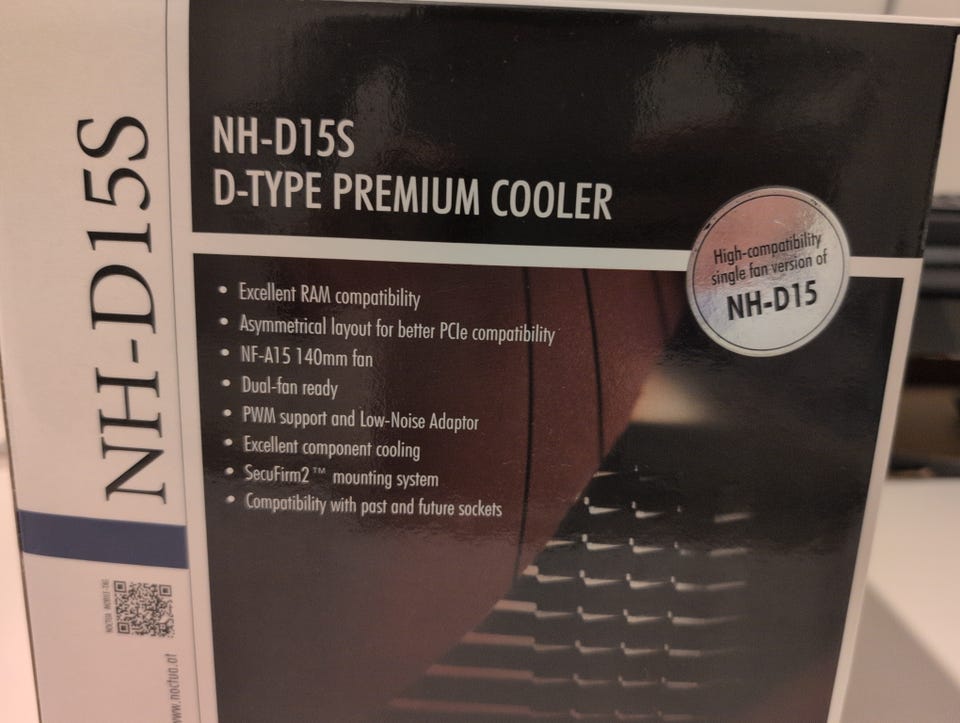 NH-D15S
NH-D15S
D-TYPE PREMIUM COOLER
High-compatibility
single fan version of
NH-D15
• Excellent RAM compatibility
• Asymmetrical layout for better PCIe compatibility
• NF-A15 140mm fan
• Dual-fan ready
• PWM support and Low-Noise Adaptor
• Excellent component cooling
• SecuFirm2™ mounting system
• Compatibility with past and future sockets
NOCTUA
www.noctua.at